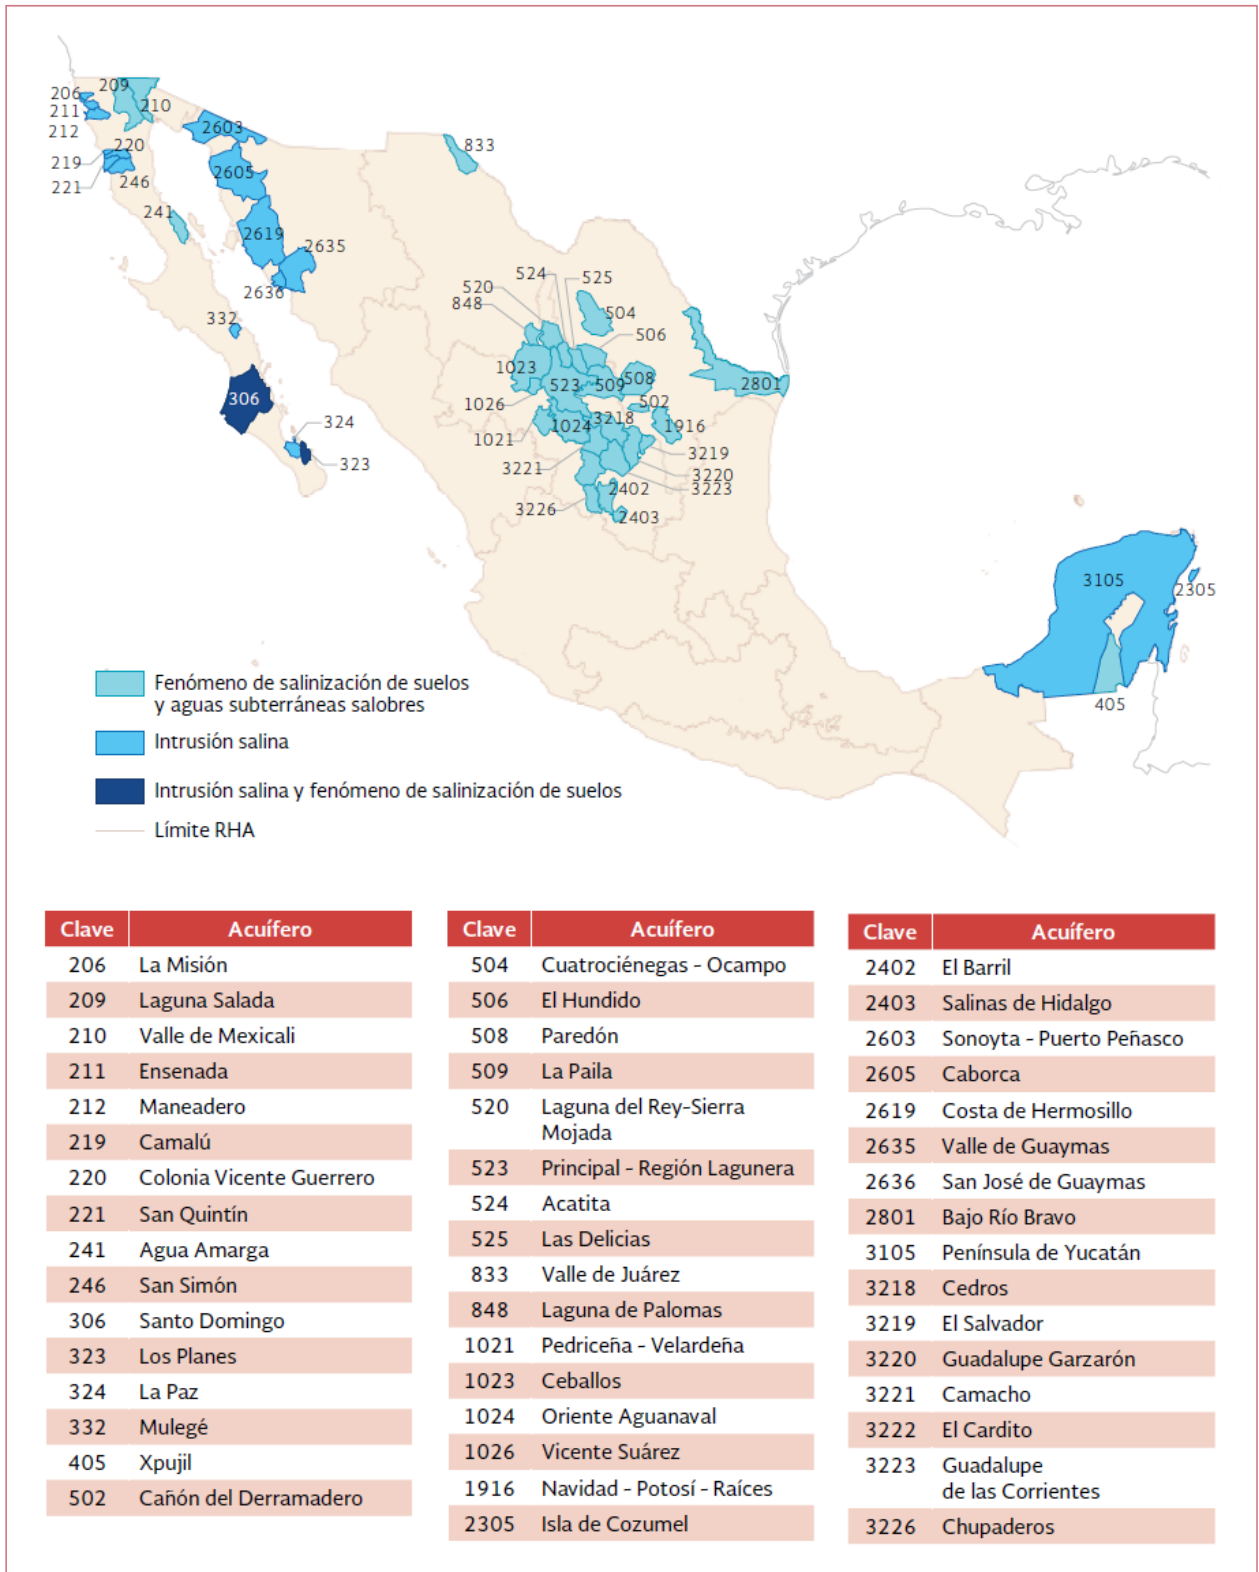 209
206
210
211
2603
212
833
220
219
2605
246
221
241
2619
2635
524
525
2636
520
848
504
332
506
1023
508
2801
523
509
306
1026
502
324
3218
1916
1024
1021
323
3219
3221
3220
3223
2402
3226
2403
3105
2305
405
Fenómeno de salinización de suelos
y aguas subterráneas salobres
Intrusión salina
Intrusión salina y fenómeno de salinización de suelos
Límite RHA
Clave Acuífero
206 La Misión
209 Laguna Salada
210 Valle de Mexicali
211 Ensenada
212 Maneadero
219 Camalú
220 Colonia Vicente Guerrero
221 San Quintín
241 Agua Amarga
246 San Simón
306 Santo Domingo
323 Los Planes
324 La Paz
332 Mulegé
405 Xpujil
502 Cañón del Derramadero
Clave Acuífero
504 Cuatrociénegas - Ocampo
506 El Hundido
508 Paredón
509 La Paila
520 Laguna del Rey-Sierra
Mojada
523 Principal - Región Lagunera
524 Acatita
525 Las Delicias
833 Valle de Juárez
848 Laguna de Palomas
1021 Pedriceña - Velardeña
1023 Ceballos
1024 Oriente Aguanaval
1026 Vicente Suárez
1916 Navidad - Potosí - Raíces
2305 Isla de Cozumel
Clave Acuífero
2402 El Barril
2403 Salinas de Hidalgo
2603 Sonoyta - Puerto Peñasco
2605 Caborca
2619 Costa de Hermosillo
2635 Valle de Guaymas
2636 San José de Guaymas
2801 Bajo Río Bravo
3105 Península de Yucatán
3218 Cedros
3219 El Salvador
3220 Guadalupe Garzarón
3221 Camacho
3222 El Cardito
3223 Guadalupe
de las Corrientes
3226 Chupaderos